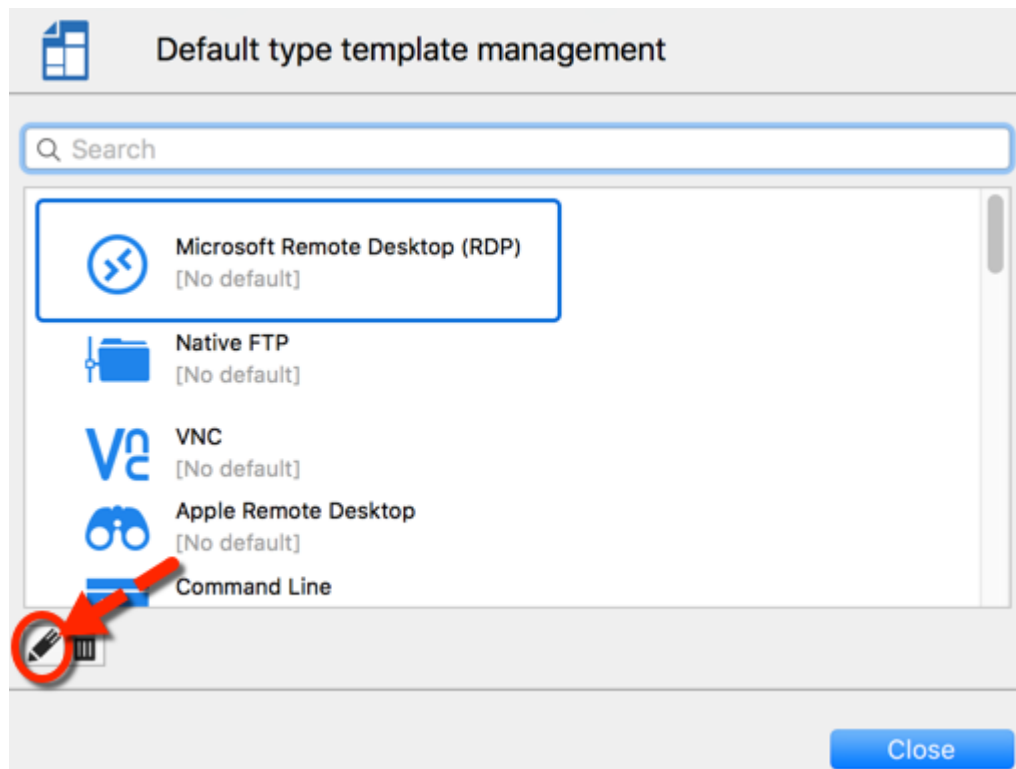 Default type template management
Search
Microsoft Remote Desktop (RDP)
[No default]
Native FTP
[No default]
VNC
[No default]
Apple Remote Desktop
[No default]
Command Line
Close